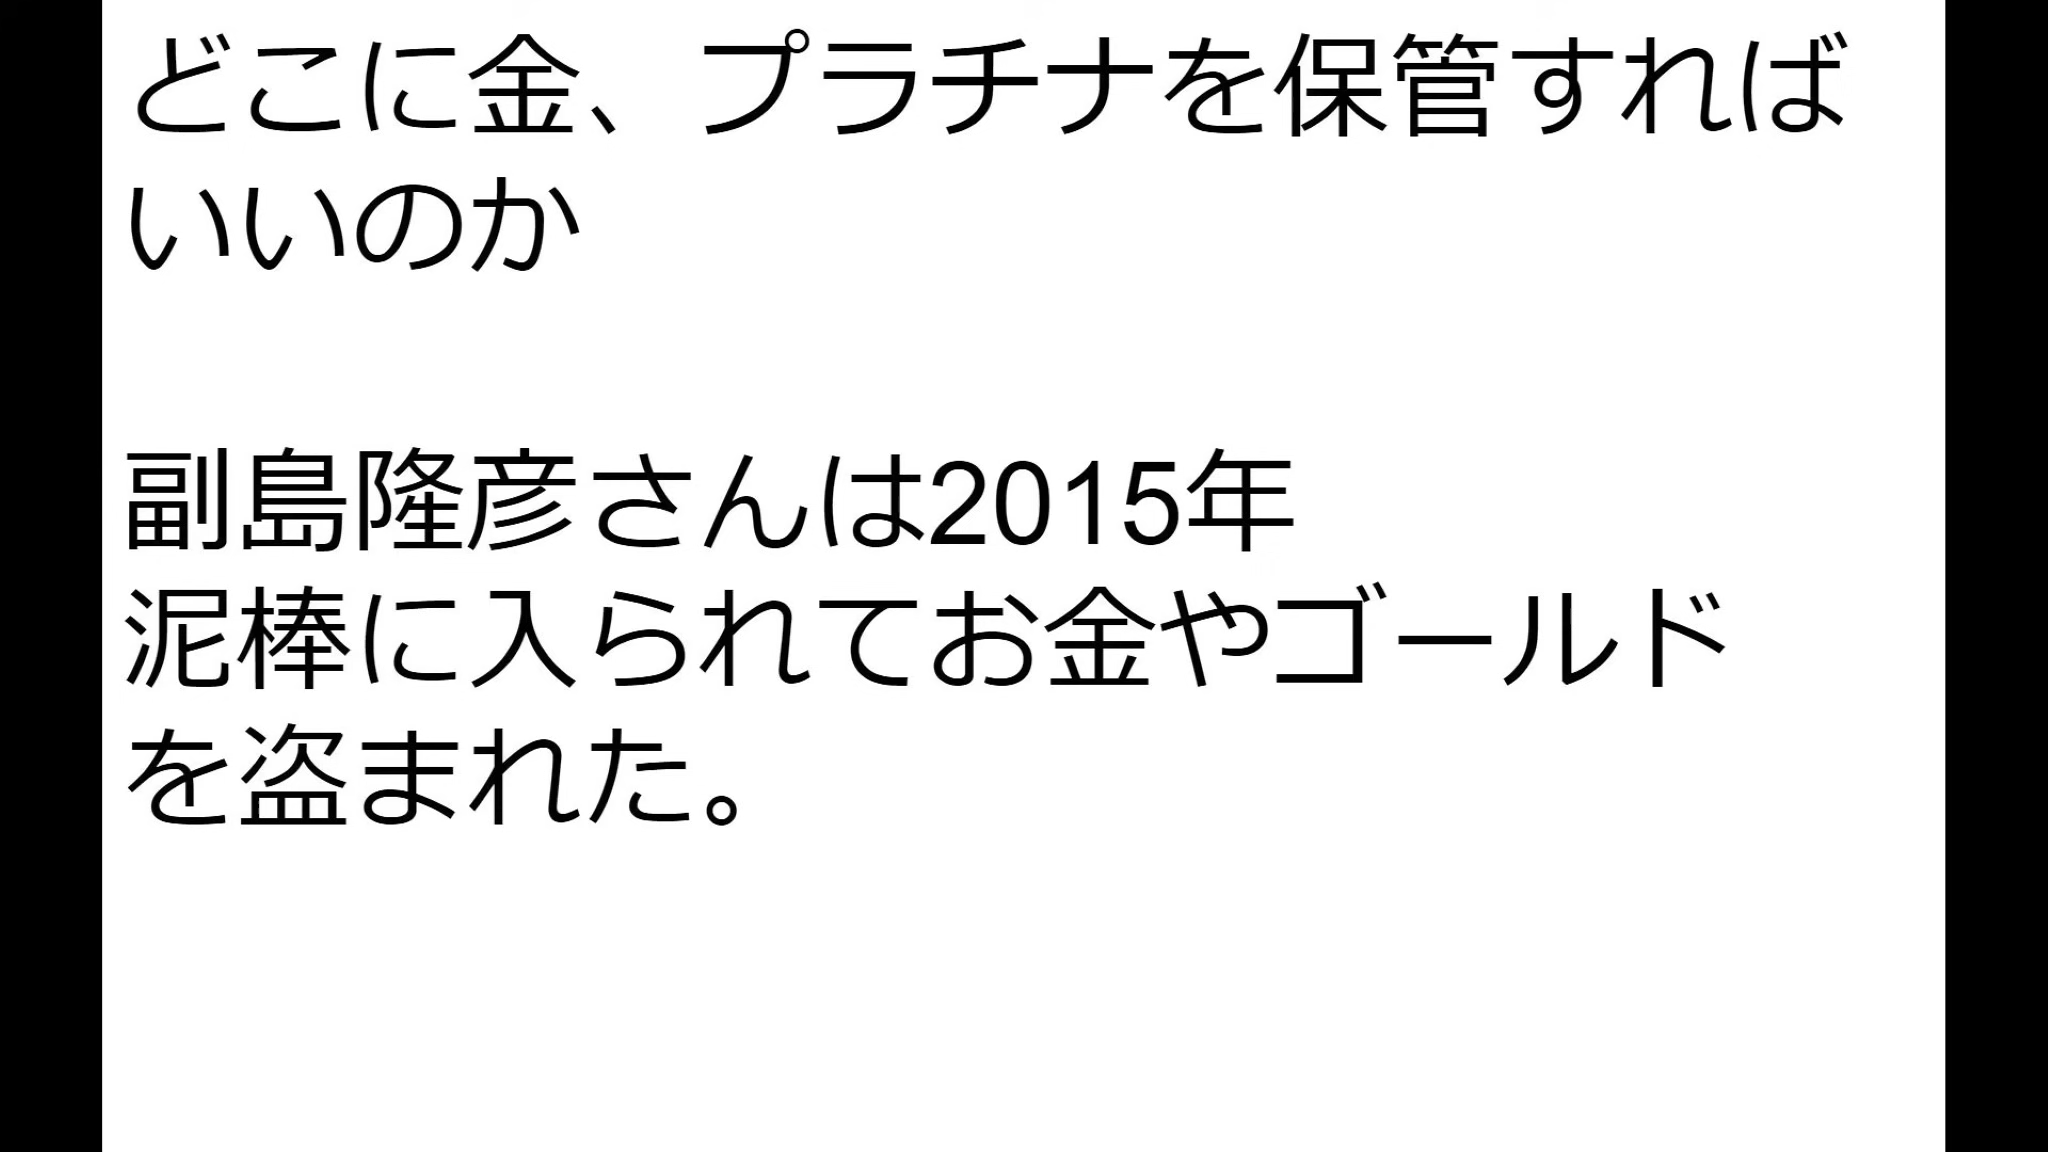 どこに金、プラチナを保管すれば
いいのか
副島隆彦さんは2015年
泥棒に入られてお金やゴールド
を盗まれた。